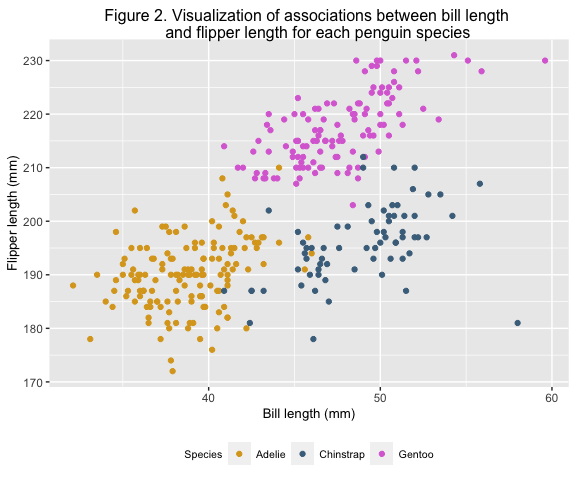 Figure 2. Visualization of associations between bill length
and flipper length for each penguin species
Flipper length (mm)
230
220
210
200
190
180
170
40 50 60
Bill length (mm)
Species Adelie Chinstrap Gentoo